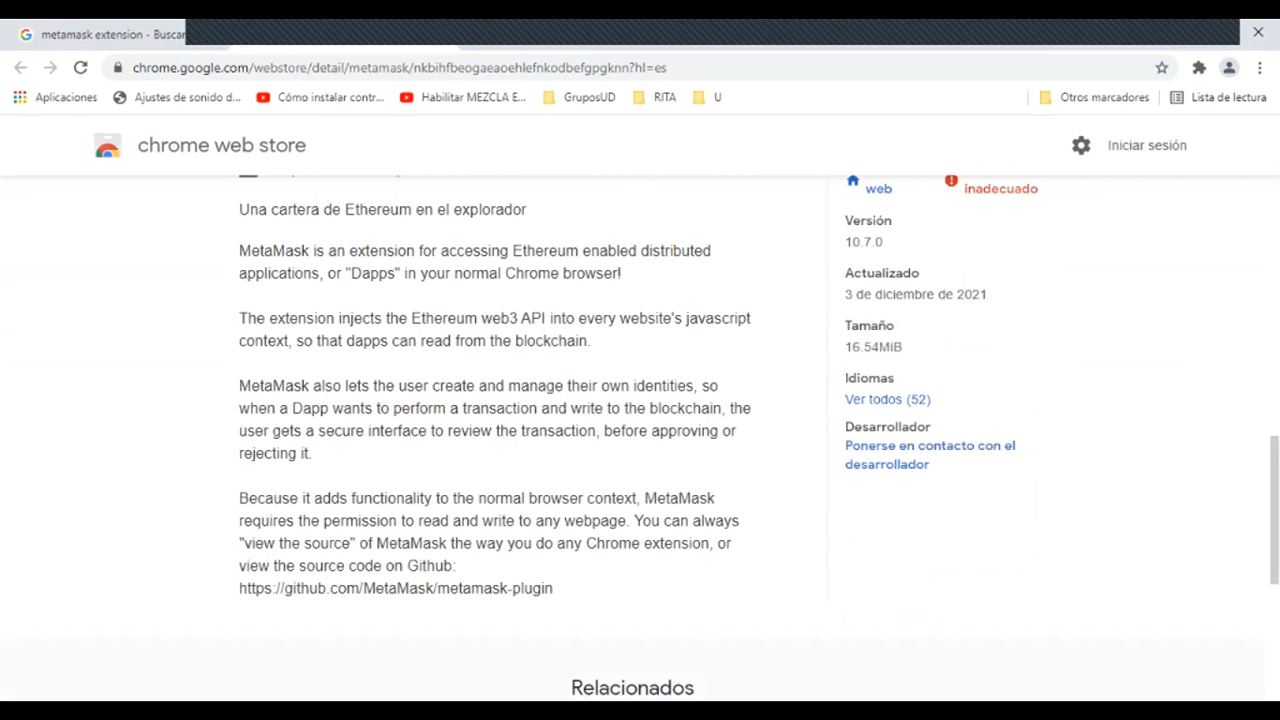 metamask extension - Buscar
chrome.google.com/webstore/detail/metamask/nkbihfbeogaeaoehlefnkodbefgpgknn?hl=es
Aplicaciones
Ajustes de sonido d...
Cómo instalar contr...
Habilitar MEZCLA E...
GruposUD
RITA
U
Otros marcadores
Lista de lectura
chrome web store
Iniciar sesión
Una cartera de Ethereum en el explorador
MetaMask is an extension for accessing Ethereum enabled distributed
applications, or "Dapps" in your normal Chrome browser!
The extension injects the Ethereum web3 API into every website's javascript
context, so that dapps can read from the blockchain.
MetaMask also lets the user create and manage their own identities, so
when a Dapp wants to perform a transaction and write to the blockchain, the
user gets a secure interface to review the transaction, before approving or
rejecting it.
Because it adds functionality to the normal browser context, MetaMask
requires the permission to read and write to any webpage. You can always
"view the source" of MetaMask the way you do any Chrome extension, or
view the source code on Github:
https://github.com/MetaMask/metamask-plugin
web
inadecuado
Versión
10.7.0
Actualizado
3 de diciembre de 2021
Tamaño
16.54MiB
Idiomas
Ver todos (52)
Desarrollador
Ponerse en contacto con el
desarrollador
Relacionados